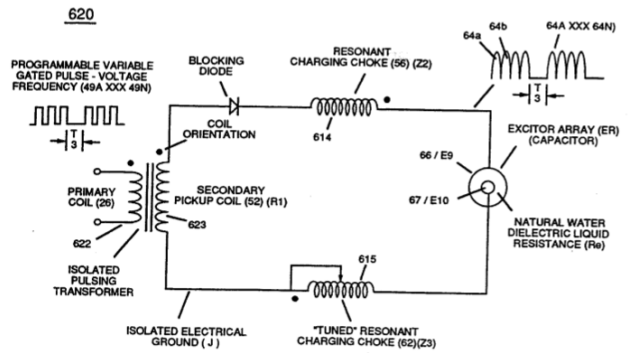 620
PROGRAMMABLE VARIABLE
GATED PULSE - VOLTAGE
FREQUENCY (49A XXX 49N)
T
3
BLOCKING
DIODE
RESONANT
CHARGING CHOKE (56) (Z2)
614
64a
64b
64A XXX 64N)
T
3
COIL
ORIENTATION
EXCITOR ARRAY (ER)
(CAPACITOR)
66 / E9
67 / E10
PRIMARY
COIL (26)
622
SECONDARY
PICKUP COIL (52) (R1)
623
NATURAL WATER
DIELECTRIC LIQUID
RESISTANCE (Re)
ISOLATED
PULSING
TRANSFORMER
615
ISOLATED ELECTRICAL
GROUND ( J )
"TUNED" RESONANT
CHARGING CHOKE (62)(Z3)